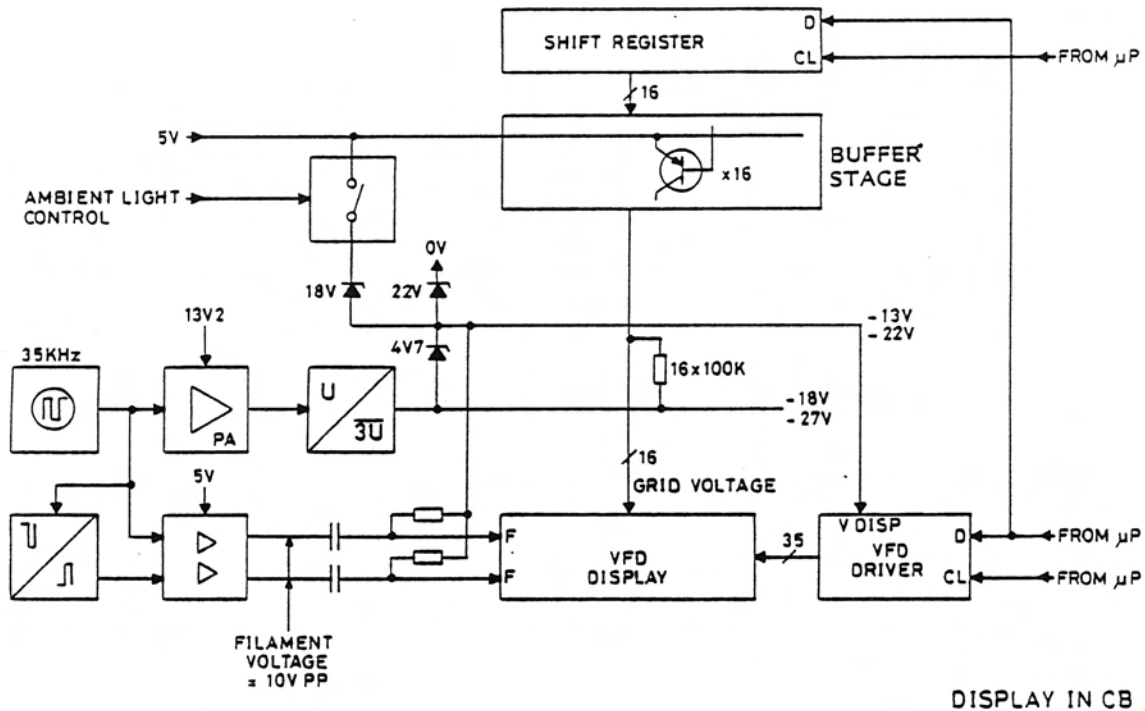 D
SHIFT REGISTER
CL
FROM µP
16
5V
BUFFER
STAGE
x16
AMBIENT LIGHT
CONTROL
0V
18V
22V
13V2
-13V
-22V
35KHz
4V7
16x100K
U
3U
PA
-18V
-27V
16
5V
GRID VOLTAGE
F
VFD
DISPLAY
F
35
V DISP
VFD
DRIVER
D
CL
FROM µP
FROM µP
FILAMENT
VOLTAGE
= 10V PP
DISPLAY IN CB